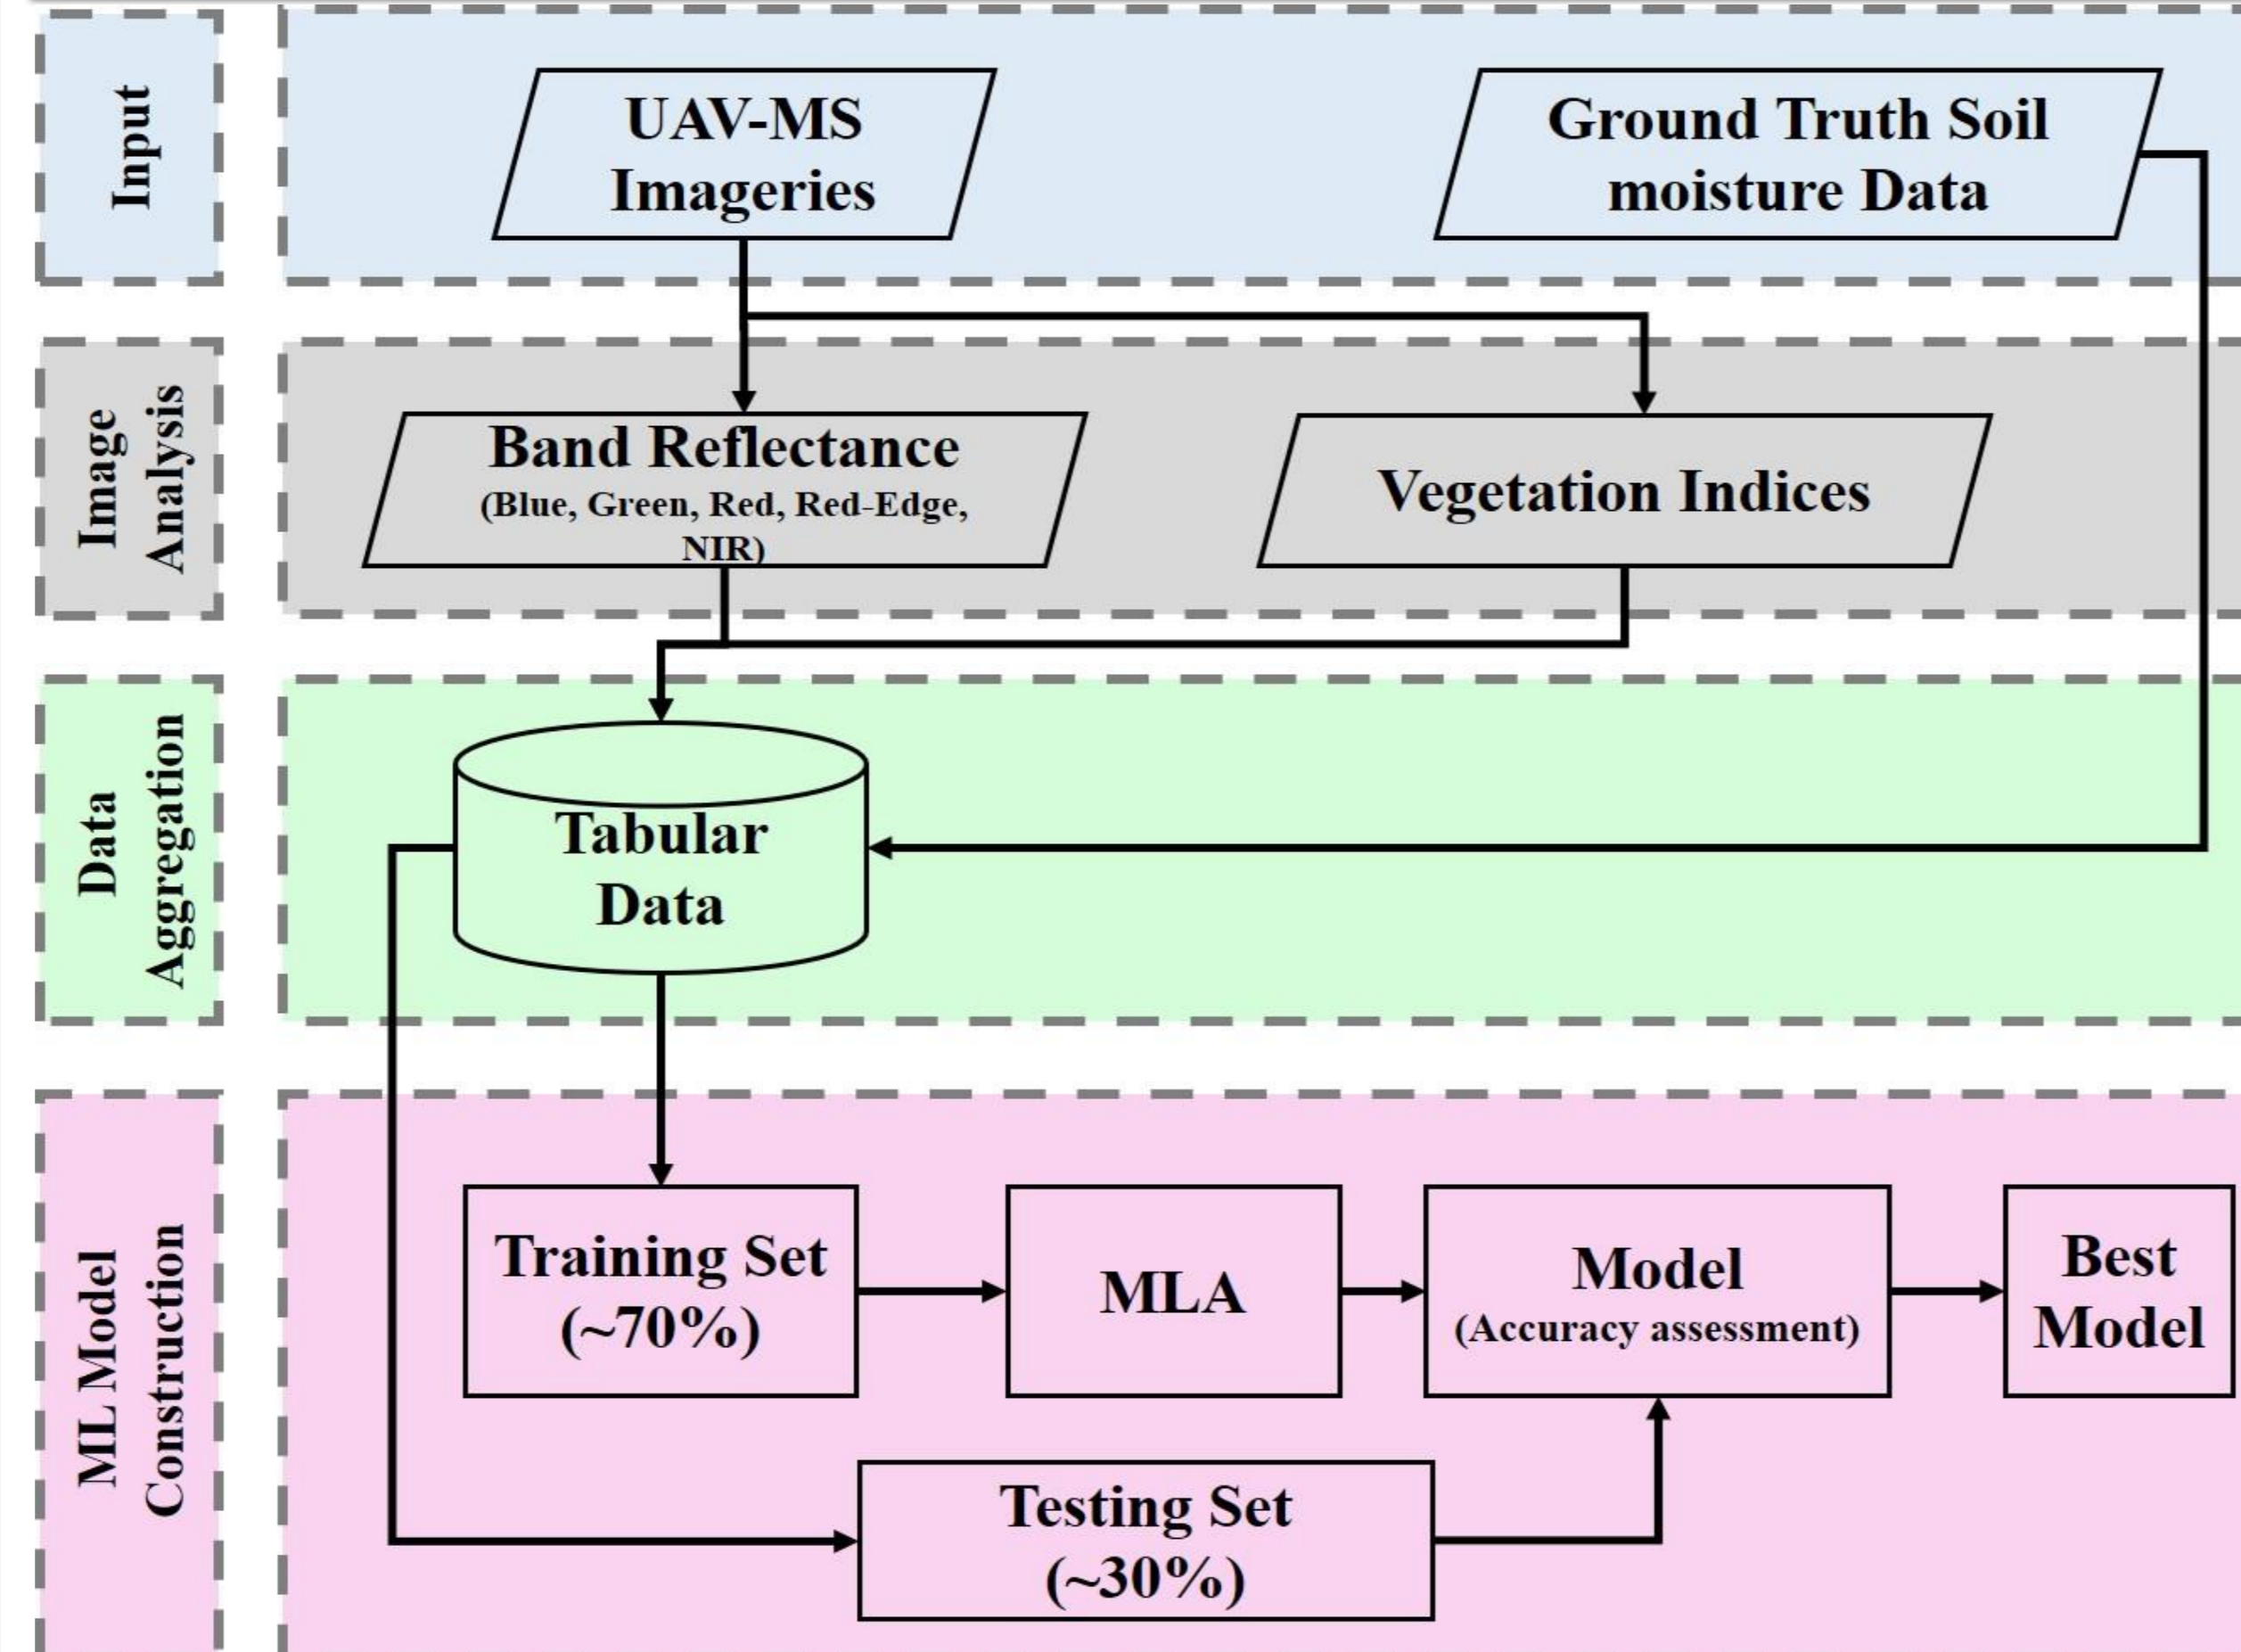 Input
UAV-MS
Imageries
Ground Truth Soil
moisture Data
Image
Analysis
Band Reflectance
(Blue, Green, Red, Red-Edge,
NIR)
Vegetation Indices
Data
Aggregation
Tabular
Data
ML Model
Construction
Training Set
(~70%)
MLA
Model
(Accuracy assessment)
Best
Model
Testing Set
(~30%)